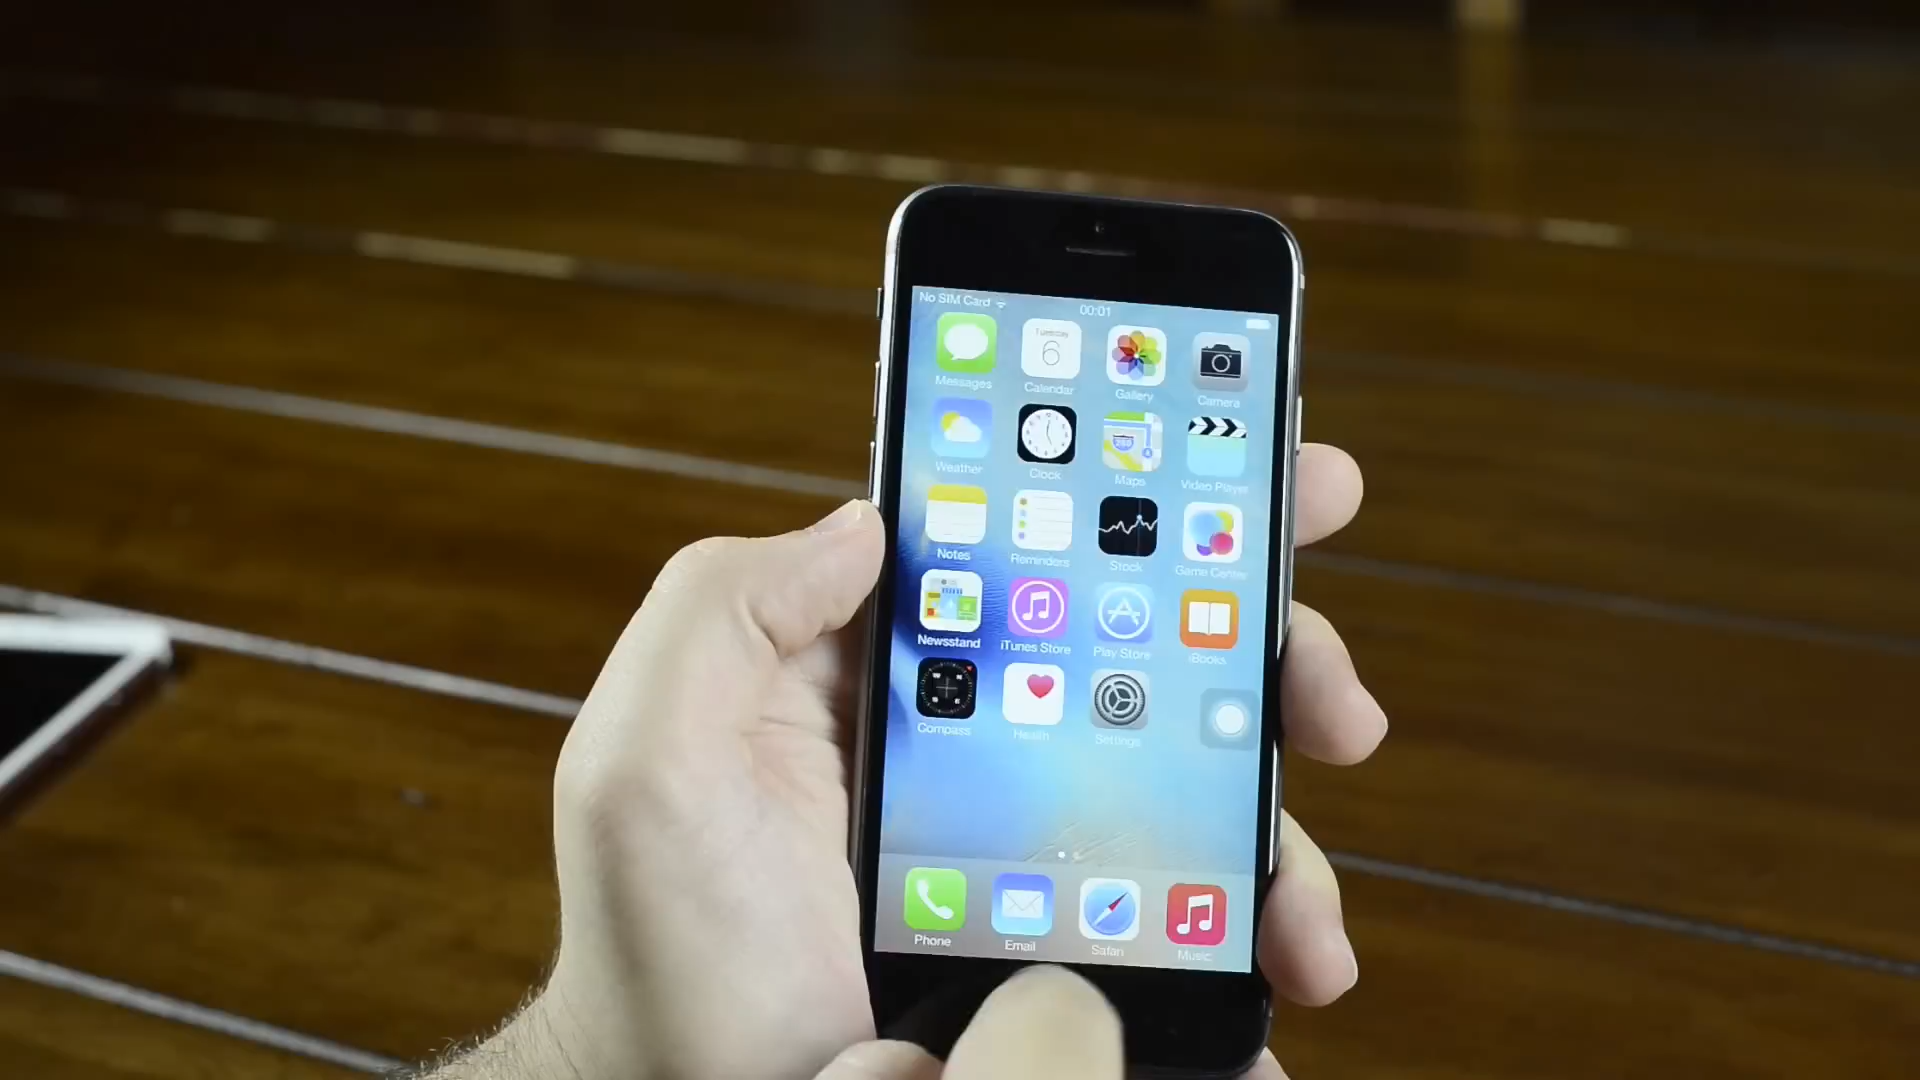 No SIM Card 00:01
Tuesday
6
Messages Calendar Gallery Camera
280
Weather Clock Maps Video Player
Notes Reminders Stock Game Center
Newsstand iTunes Store Play Store iBooks
Compass Health Settings
Phone Email Safari Music